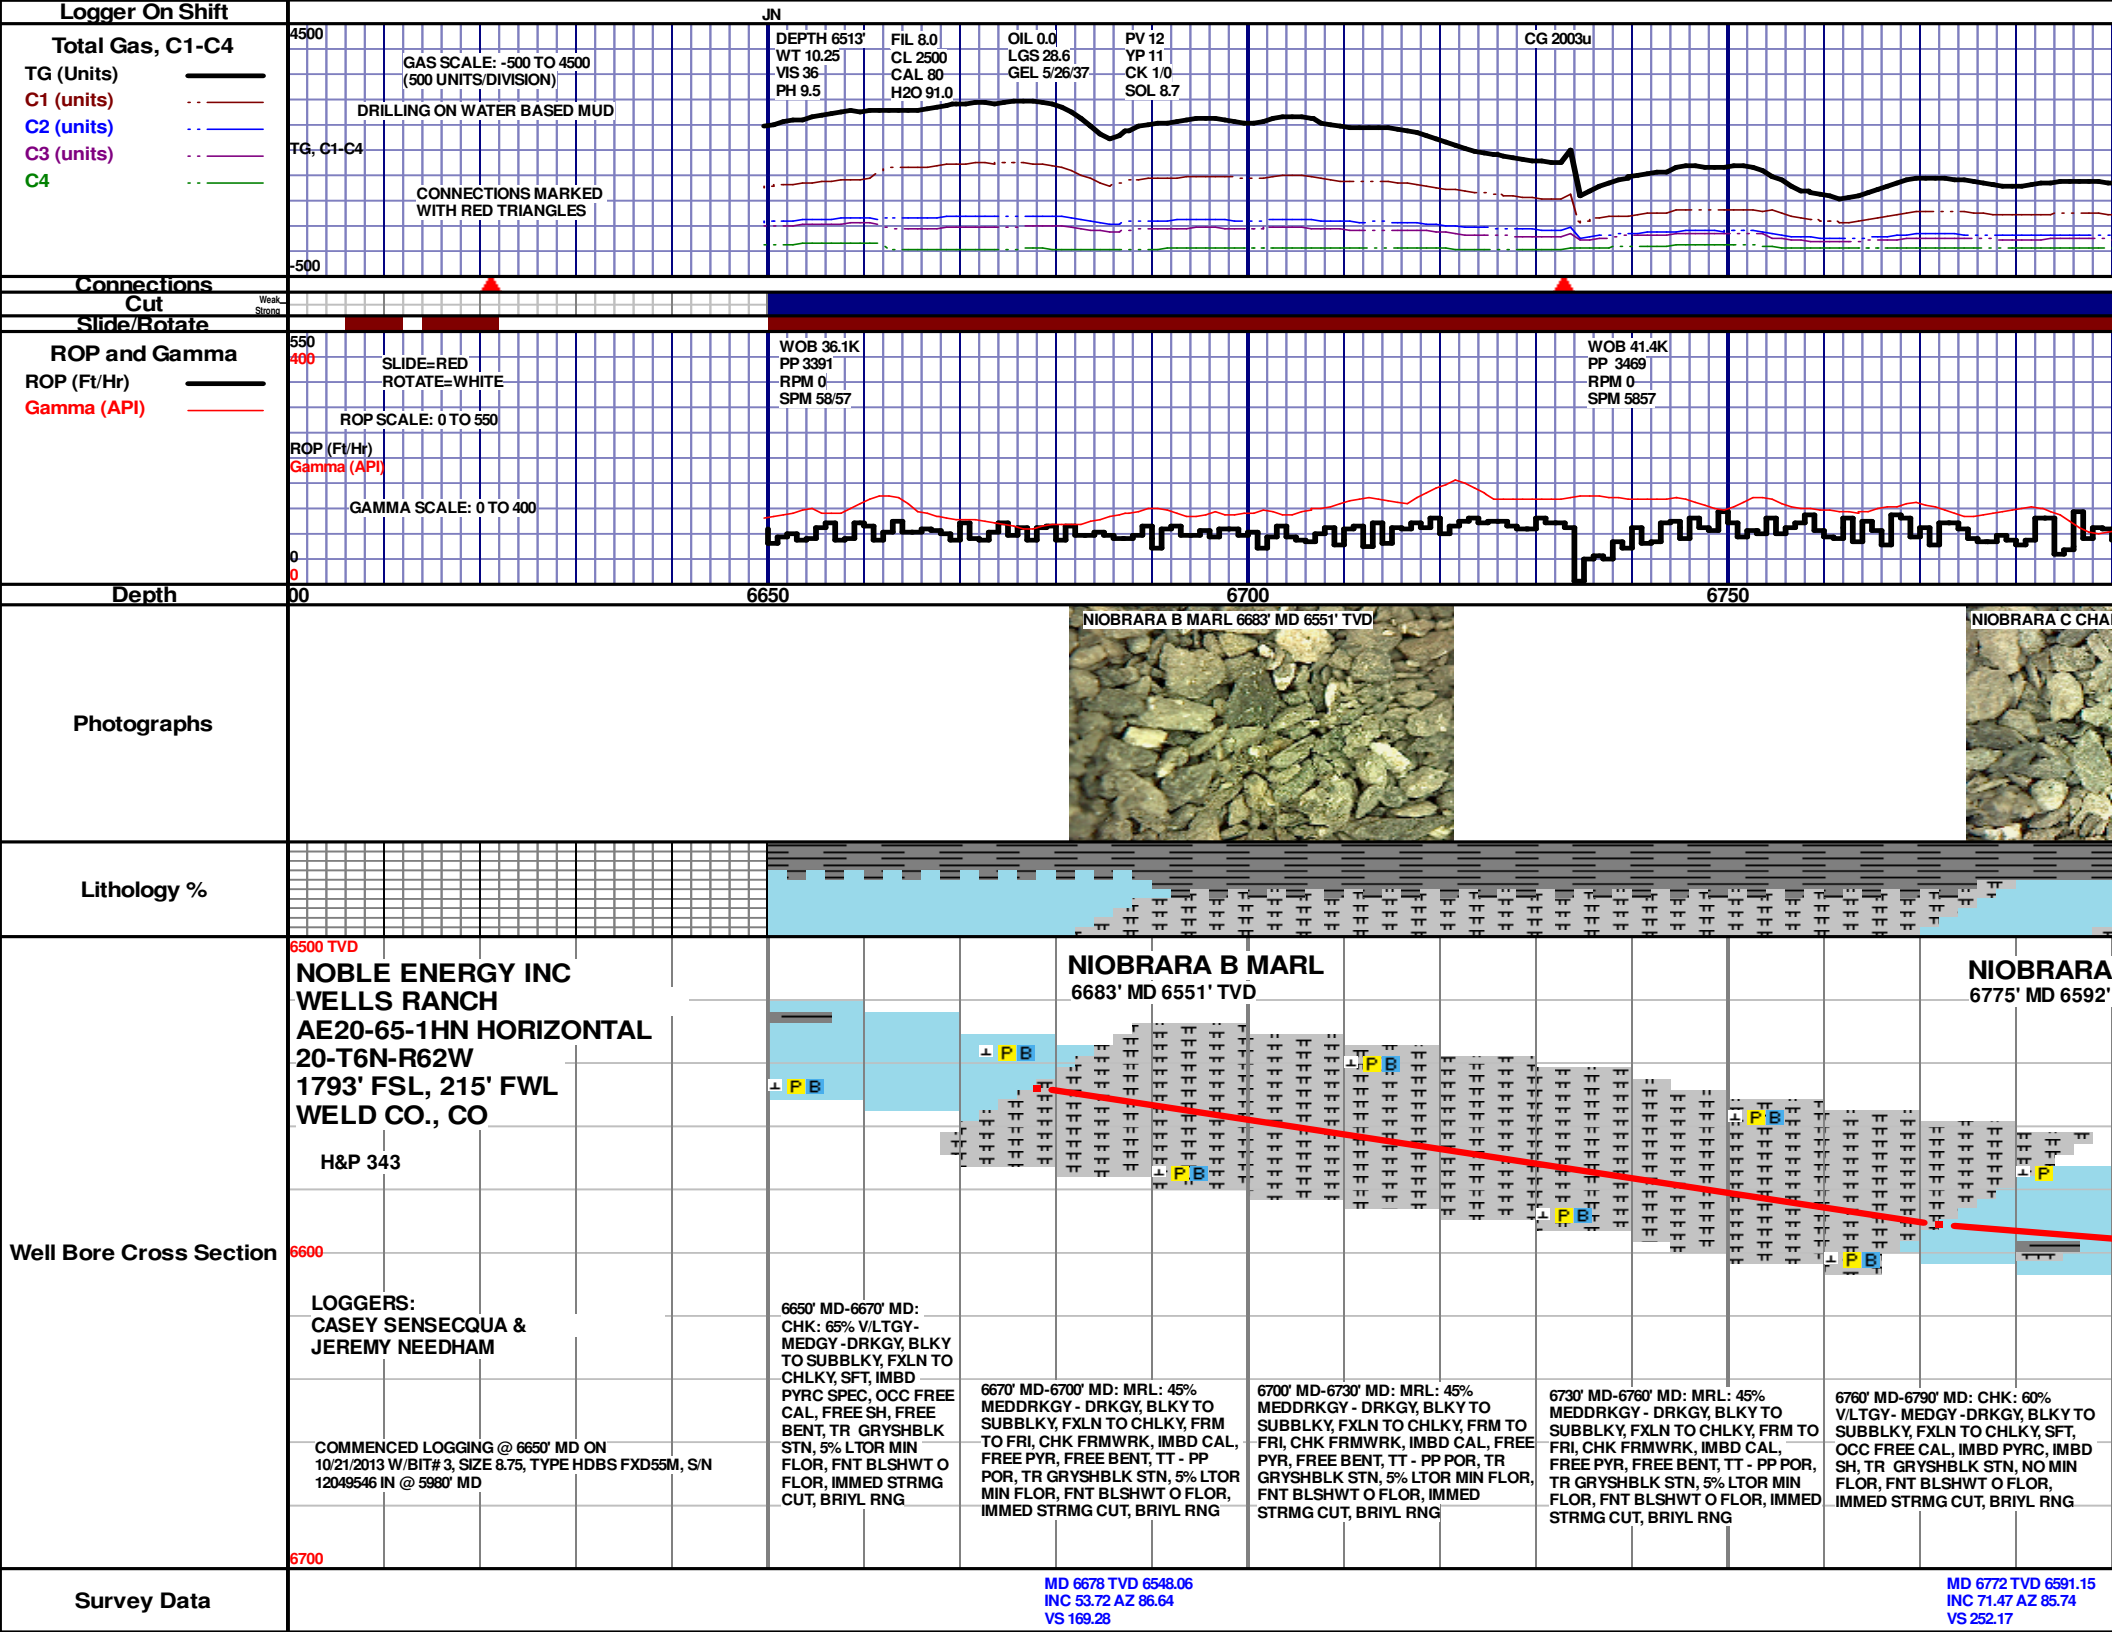 Logger On Shift
JN
Total Gas, C1-C4
TG (Units)
C1 (units)
C2 (units)
C3 (units)
C4
4500
GAS SCALE: -500 TO 4500
(500 UNITS/DIVISION)
DRILLING ON WATER BASED MUD
TG, C1-C4
CONNECTIONS MARKED
WITH RED TRIANGLES
-500
DEPTH 6513'
WT 10.25
VIS 36
PH 9.5
FIL 8.0
CL 2500
CAL 80
H2O 91.0
OIL 0.0
LGS 28.6
GEL 5/26/37
PV 12
YP 11
CK 1/0
SOL 8.7
CG 2003u
Connections
Cut
Weak
Strong
Slide/Rotate
ROP and Gamma
ROP (Ft/Hr)
Gamma (API)
550
400
SLIDE=RED
ROTATE=WHITE
ROP SCALE: 0 TO 550
ROP (Ft/Hr)
Gamma (API)
GAMMA SCALE: 0 TO 400
0
0
WOB 36.1K
PP 3391
RPM 0
SPM 58/57
WOB 41.4K
PP 3469
RPM 0
SPM 5857
Depth
00
6650
6700
6750
Photographs
NIOBRARA B MARL 6683' MD 6551' TVD
NIOBRARA C CHA
Lithology %
Well Bore Cross Section
6500 TVD
NOBLE ENERGY INC
WELLS RANCH
AE20-65-1HN HORIZONTAL
20-T6N-R62W
1793' FSL, 215' FWL
WELD CO., CO
H&P 343
6600
LOGGERS:
CASEY SENSECQUA &
JEREMY NEEDHAM
COMMENCED LOGGING @ 6650' MD ON
10/21/2013 W/BIT# 3, SIZE 8.75, TYPE HDBS FXD55M, S/N
12049546 IN @ 5980' MD
6700
NIOBRARA B MARL
6683' MD 6551' TVD
NIOBRARA
6775' MD 6592'
P B
P B
P B
P B
P B
P B
P B
P
6650' MD-6670' MD:
CHK: 65% V/LTGY-
MEDGY -DRKGY, BLKY
TO SUBBLKY, FXLN TO
CHLKY, SFT, IMBD
PYRC SPEC, OCC FREE
CAL, FREE SH, FREE
BENT, TR GRYSHBLK
STN, 5% LTOR MIN
FLOR, FNT BLSHWT O
FLOR, IMMED STRMG
CUT, BRIYL RNG
6670' MD-6700' MD: MRL: 45%
MEDDRKGY - DRKGY, BLKY TO
SUBBLKY, FXLN TO CHLKY, FRM
TO FRI, CHK FRMWRK, IMBD CAL,
FREE PYR, FREE BENT, TT - PP
POR, TR GRYSHBLK STN, 5% LTOR
MIN FLOR, FNT BLSHWT O FLOR,
IMMED STRMG CUT, BRIYL RNG
6700' MD-6730' MD: MRL: 45%
MEDDRKGY - DRKGY, BLKY TO
SUBBLKY, FXLN TO CHLKY, FRM TO
FRI, CHK FRMWRK, IMBD CAL, FREE
PYR, FREE BENT, TT - PP POR, TR
GRYSHBLK STN, 5% LTOR MIN FLOR,
FNT BLSHWT O FLOR, IMMED
STRMG CUT, BRIYL RNG
6730' MD-6760' MD: MRL: 45%
MEDDRKGY - DRKGY, BLKY TO
SUBBLKY, FXLN TO CHLKY, FRM TO
FRI, CHK FRMWRK, IMBD CAL,
FREE PYR, FREE BENT, TT - PP POR,
TR GRYSHBLK STN, 5% LTOR MIN
FLOR, FNT BLSHWT O FLOR, IMMED
STRMG CUT, BRIYL RNG
6760' MD-6790' MD: CHK: 60%
V/LTGY- MEDGY -DRKGY, BLKY TO
SUBBLKY, FXLN TO CHLKY, SFT,
OCC FREE CAL, IMBD PYRC, IMBD
SH, TR GRYSHBLK STN, NO MIN
FLOR, FNT BLSHWT O FLOR,
IMMED STRMG CUT, BRIYL RNG
Survey Data
MD 6678 TVD 6548.06
INC 53.72 AZ 86.64
VS 169.28
MD 6772 TVD 6591.15
INC 71.47 AZ 85.74
VS 252.17